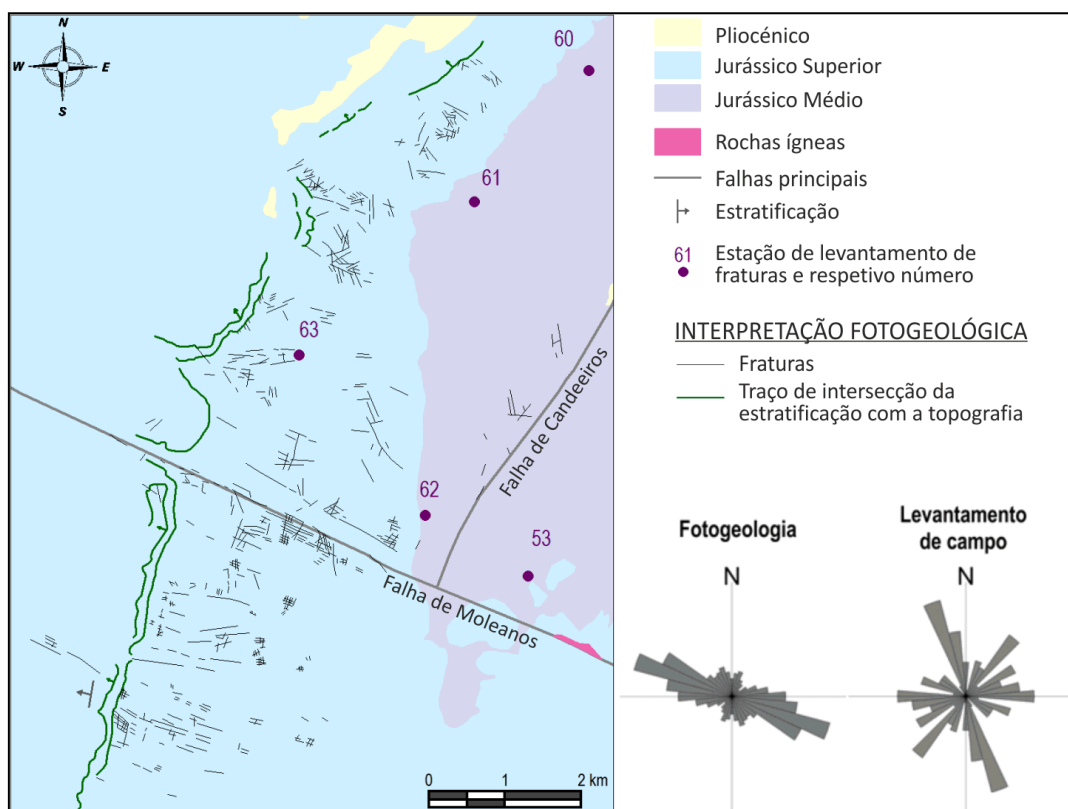 N
W
E
S
60
61
63
62
53
Falha de Candeeiros
Falha de Moleanos
0 1 2 km
Pliocénico
Jurássico Superior
Jurássico Médio
Rochas ígneas
Falhas principais
Estratificação
61
Estação de levantamento de
fraturas e respetivo número
INTERPRETAÇÃO FOTOGEOLÓGICA
Fraturas
Traço de intersecção da
estratificação com a topografia
Fotogeologia
N
Levantamento
de campo
N